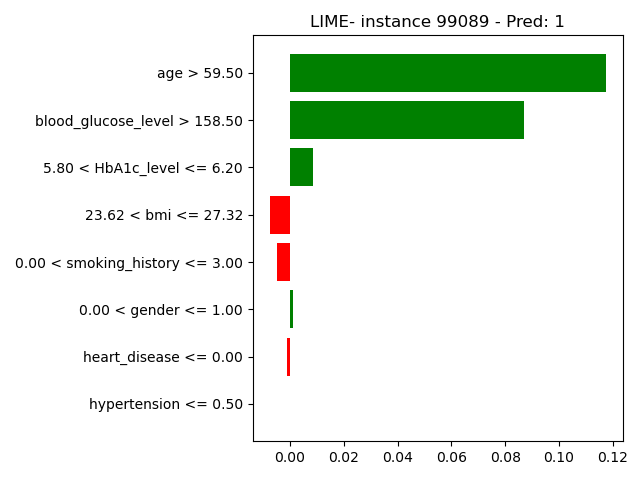 LIME- instance 99089 - Pred: 1
age > 59.50
blood_glucose_level > 158.50
5.80 < HbA1c_level <= 6.20
23.62 < bmi <= 27.32
0.00 < smoking_history <= 3.00
0.00 < gender <= 1.00
heart_disease <= 0.00
hypertension <= 0.50
0.00 0.02 0.04 0.06 0.08 0.10 0.12